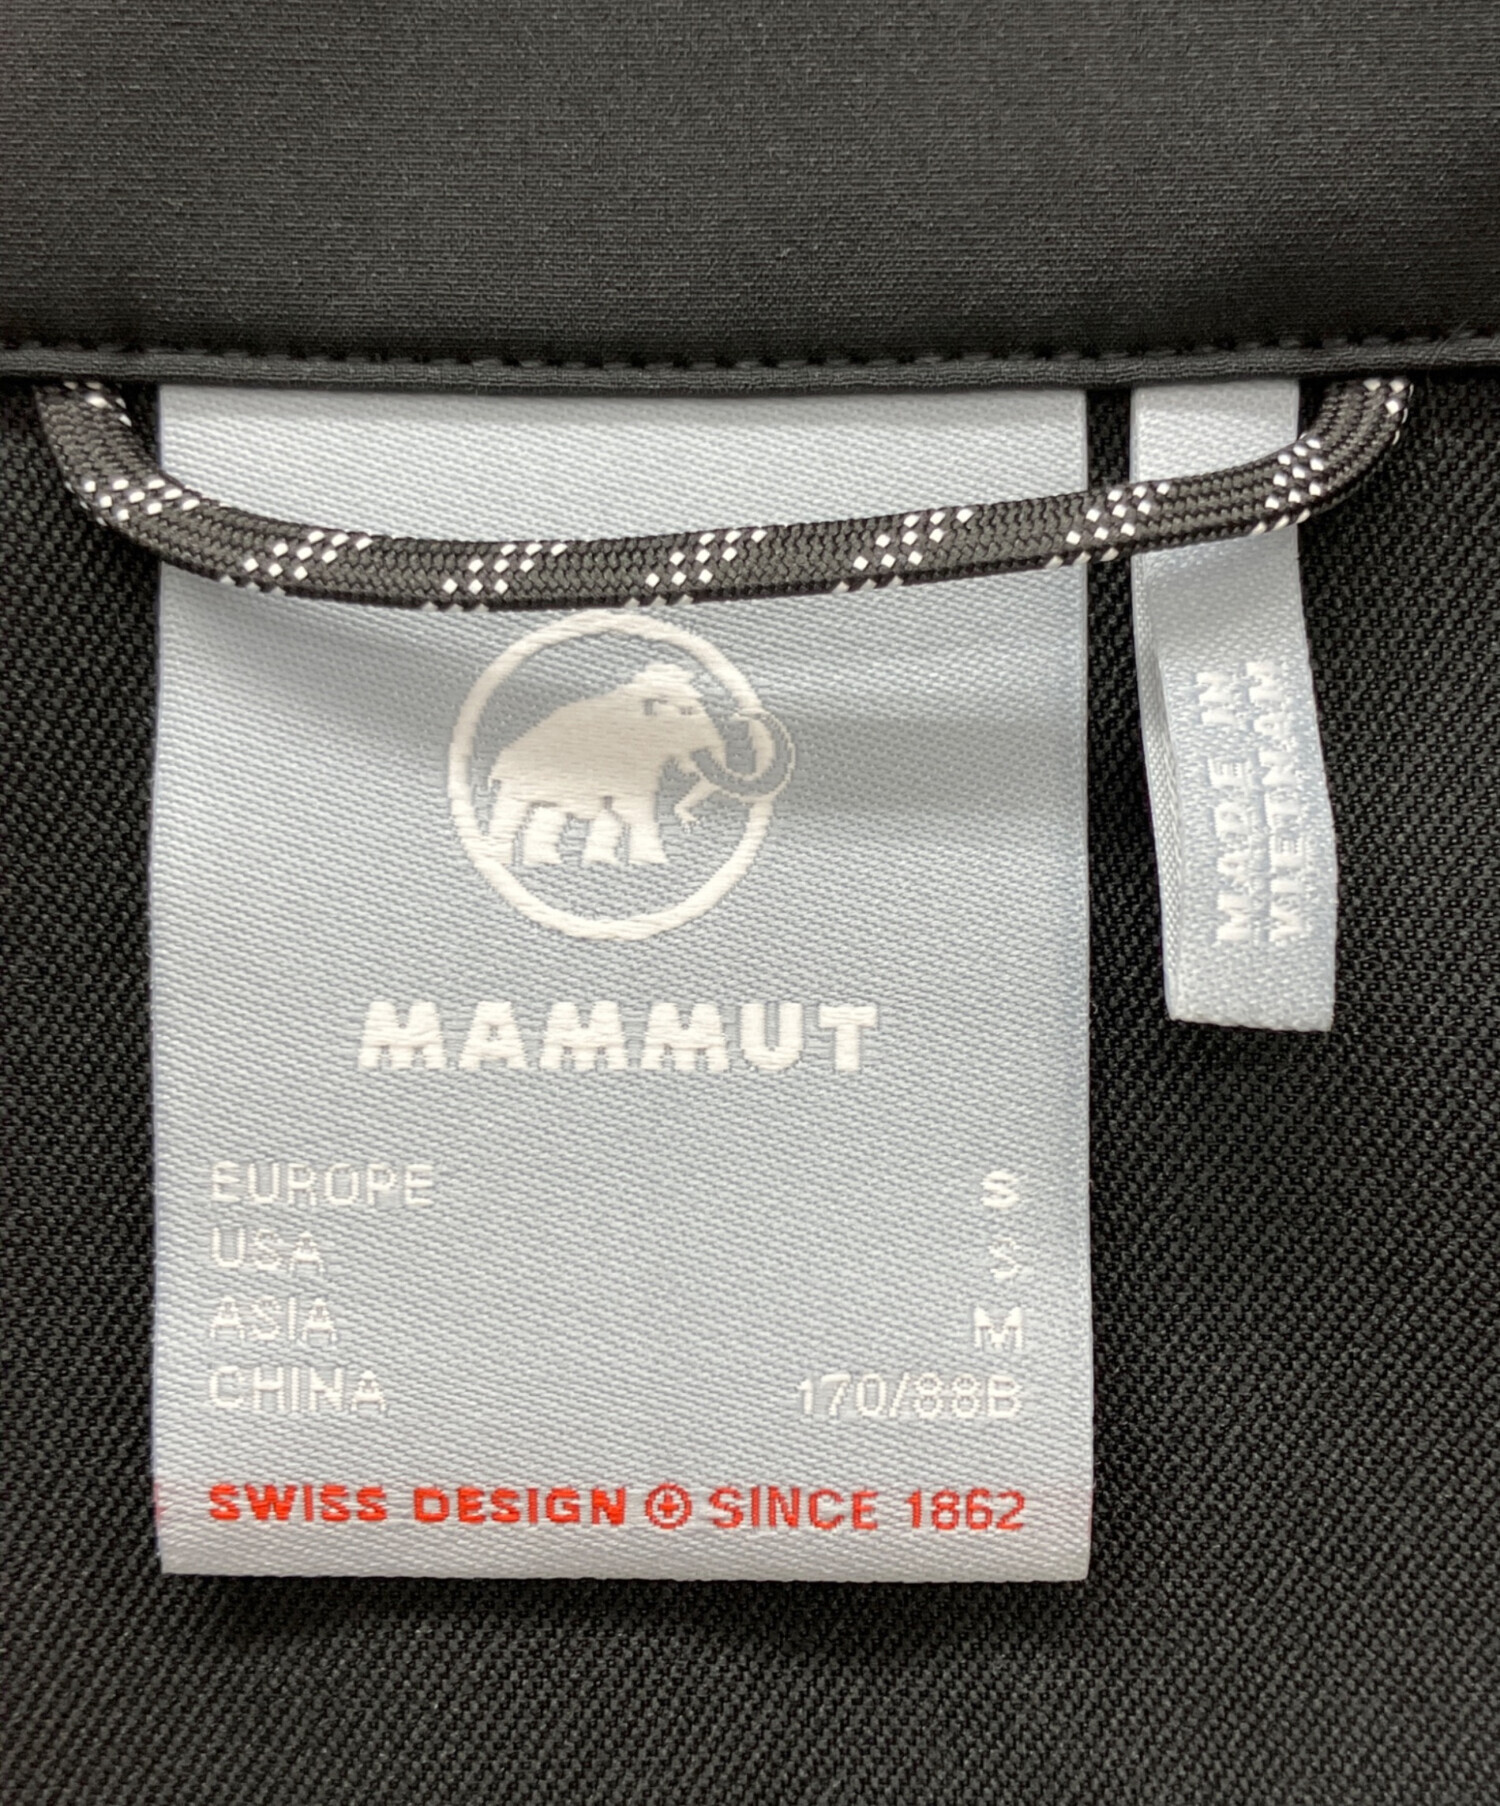 MAMMUT
EUROPE S
USA S
ASIA M
CHINA 170/88B
SWISS DESIGN SINCE 1862
MADE IN
VIETNAM